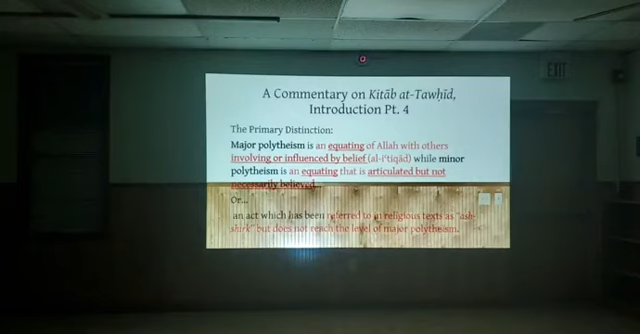 A Commentary on Kitāb at-Tawḥīd,
Introduction Pt. 4
The Primary Distinction:
Major polytheism is an equating of Allah with others
involving or influenced by belief (al-iʻtiqād) while minor
polytheism is an equating that is articulated but not
necessarily believed...
Or...
an act which has been referred to in religious texts as "ash-
shirk" but does not reach the level of major polytheism.
EXIT